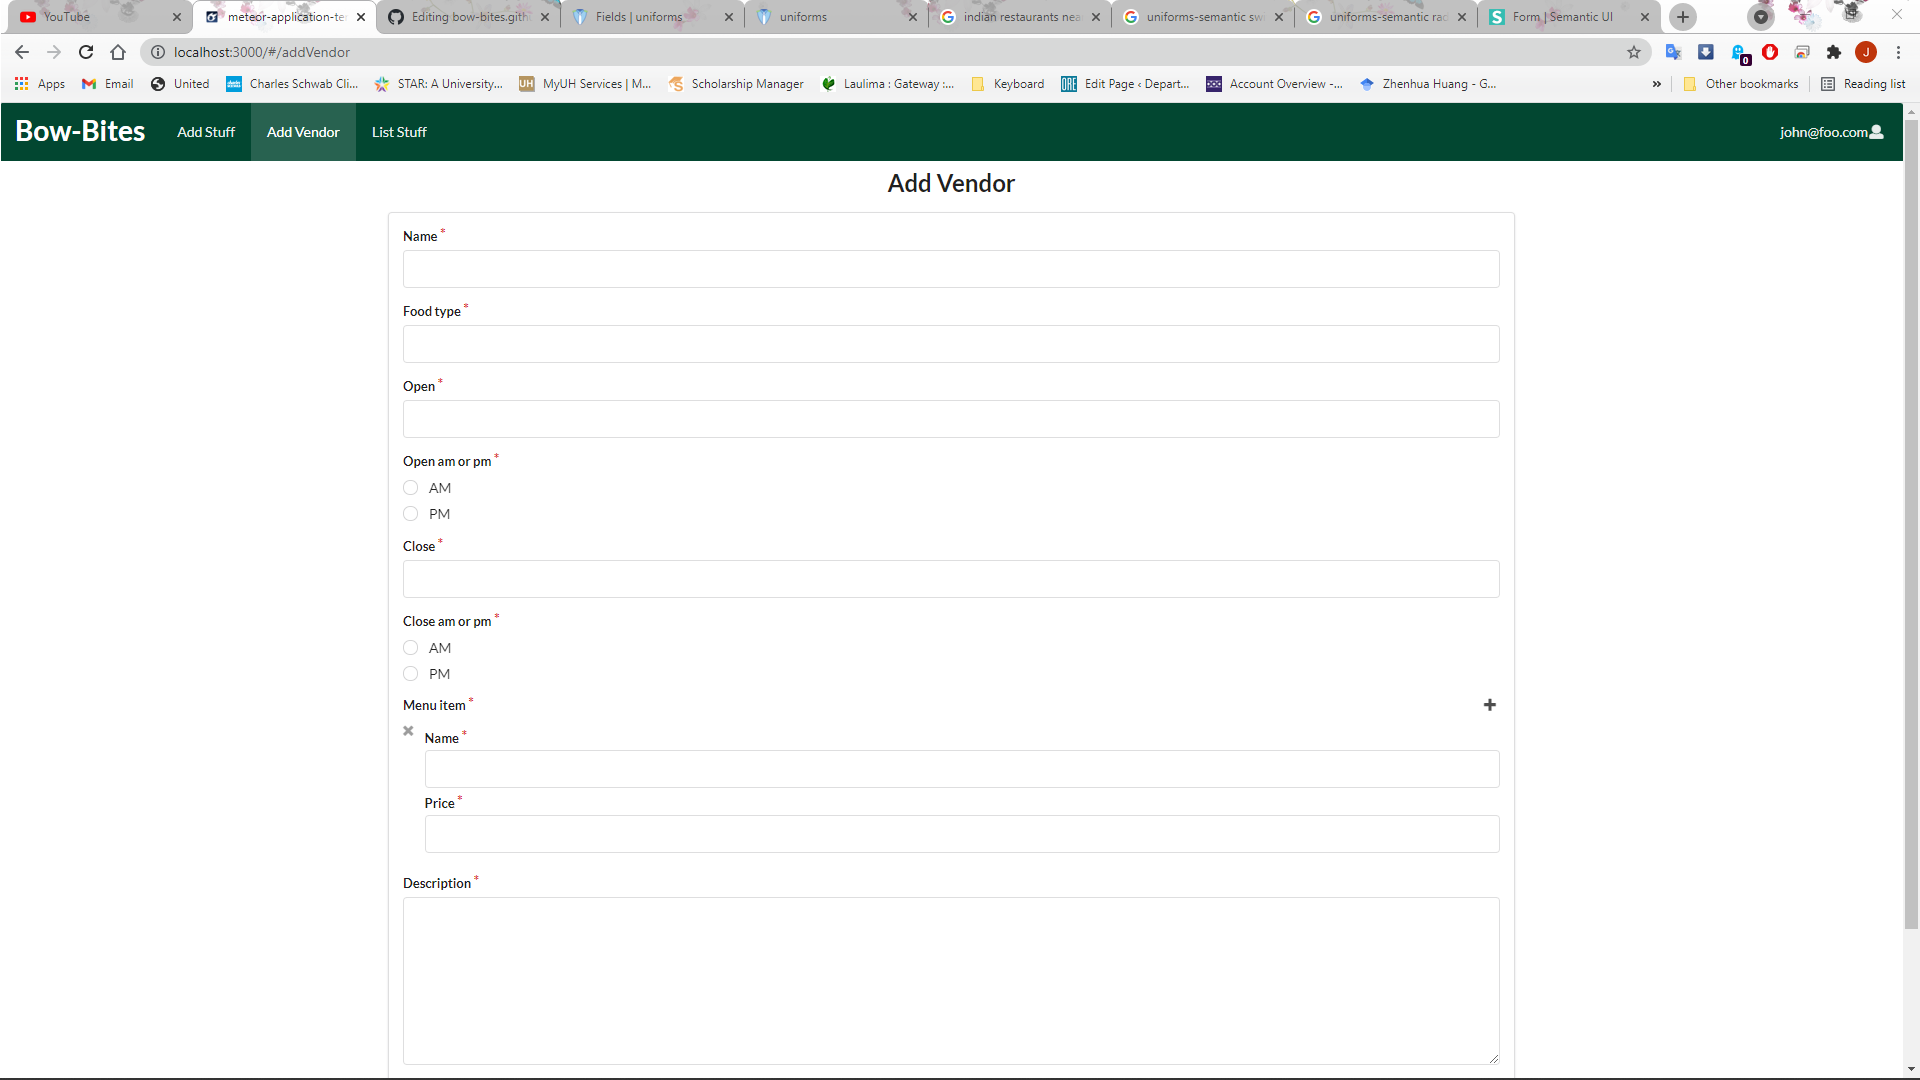 YouTube
meteor-application-te
Editing bow-bites.gith
Fields | uniforms
uniforms
indian restaurants nea
uniforms-semantic sw
uniforms-semantic rad
Form | Semantic UI
localhost:3000/#/addVendor
J
0
Apps
Email
United
Charles Schwab Cli...
STAR: A University...
UH
MyUH Services | M...
Scholarship Manager
Laulima : Gateway :...
Keyboard
ORE
Edit Page ‹ Depart...
Account Overview -...
Zhenhua Huang - G...
»
Other bookmarks
Reading list
Bow-Bites
Add Stuff
Add Vendor
List Stuff
john@foo.com
Add Vendor
Name *
Food type *
Open *
Open am or pm *
AM
PM
Close *
Close am or pm *
AM
PM
Menu item *
Name *
Price *
Description *